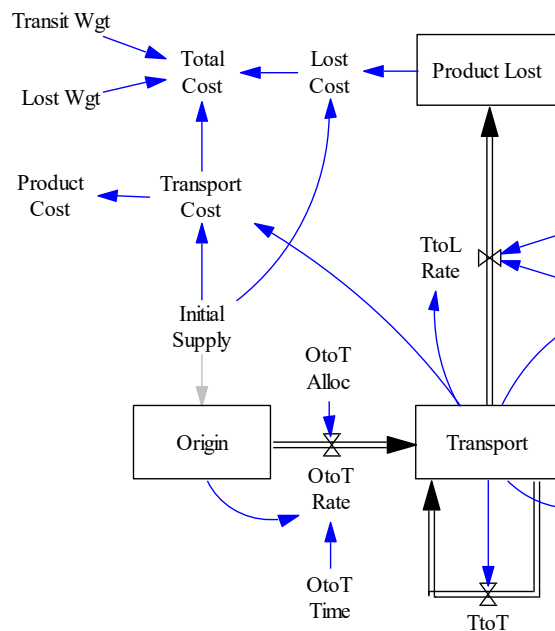 Transit Wgt
Total
Cost
Lost
Cost
Product Lost
Lost Wgt
Product
Cost
Transport
Cost
TtoL
Rate
Initial
Supply
OtoT
Alloc
Origin
Transport
OtoT
Rate
OtoT
Time
TtoT